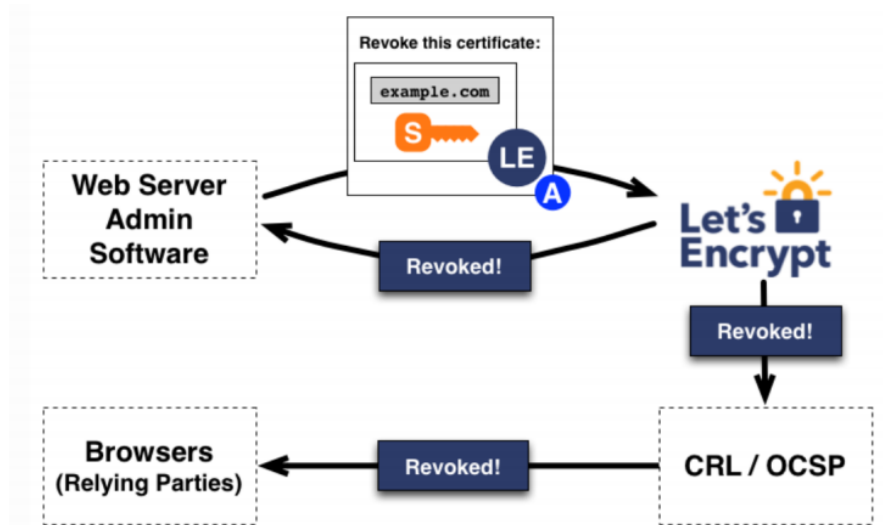 Revoke this certificate:
example.com
S
LE
A
Web Server
Admin
Software
Let's
Encrypt
Revoked!
Revoked!
Browsers
(Relying Parties)
Revoked!
CRL / OCSP